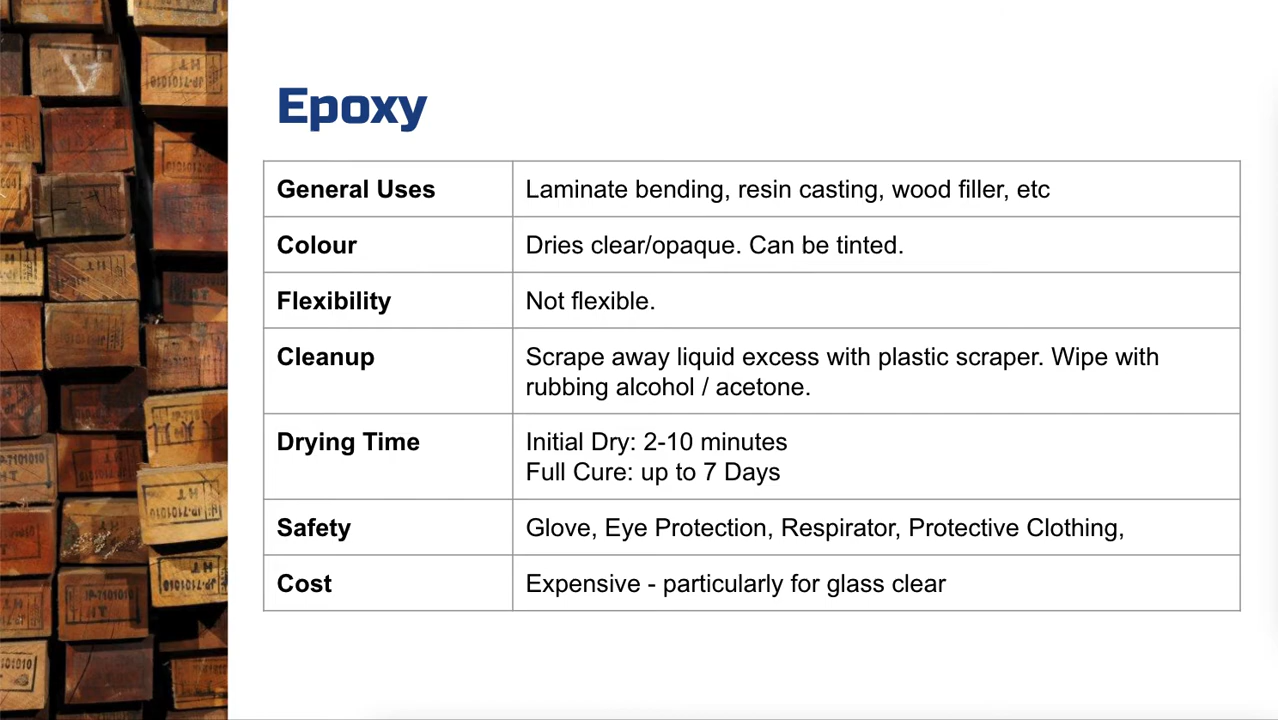 Epoxy
General Uses
Laminate bending, resin casting, wood filler, etc
Colour
Dries clear/opaque. Can be tinted.
Flexibility
Not flexible.
Cleanup
Scrape away liquid excess with plastic scraper. Wipe with
rubbing alcohol / acetone.
Drying Time
Initial Dry: 2-10 minutes
Full Cure: up to 7 Days
Safety
Glove, Eye Protection, Respirator, Protective Clothing,
Cost
Expensive - particularly for glass clear
HT
JP-7101010